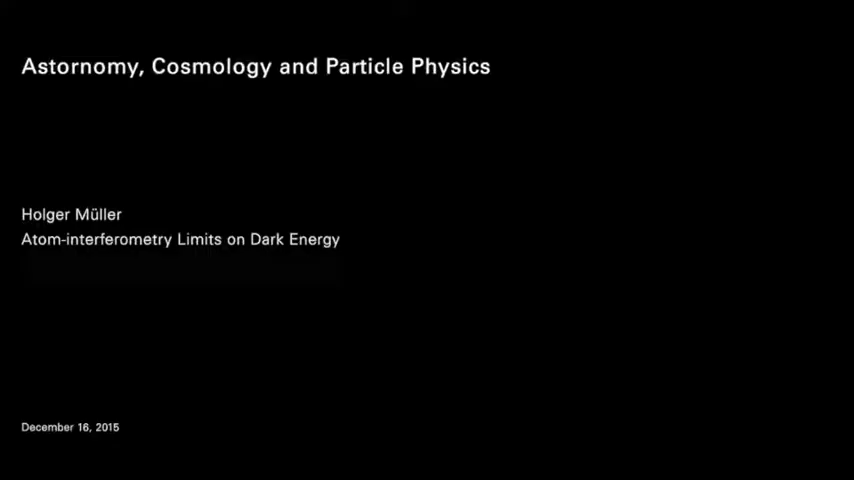 Astornomy, Cosmology and Particle Physics
Holger Müller
Atom-interferometry Limits on Dark Energy
December 16, 2015